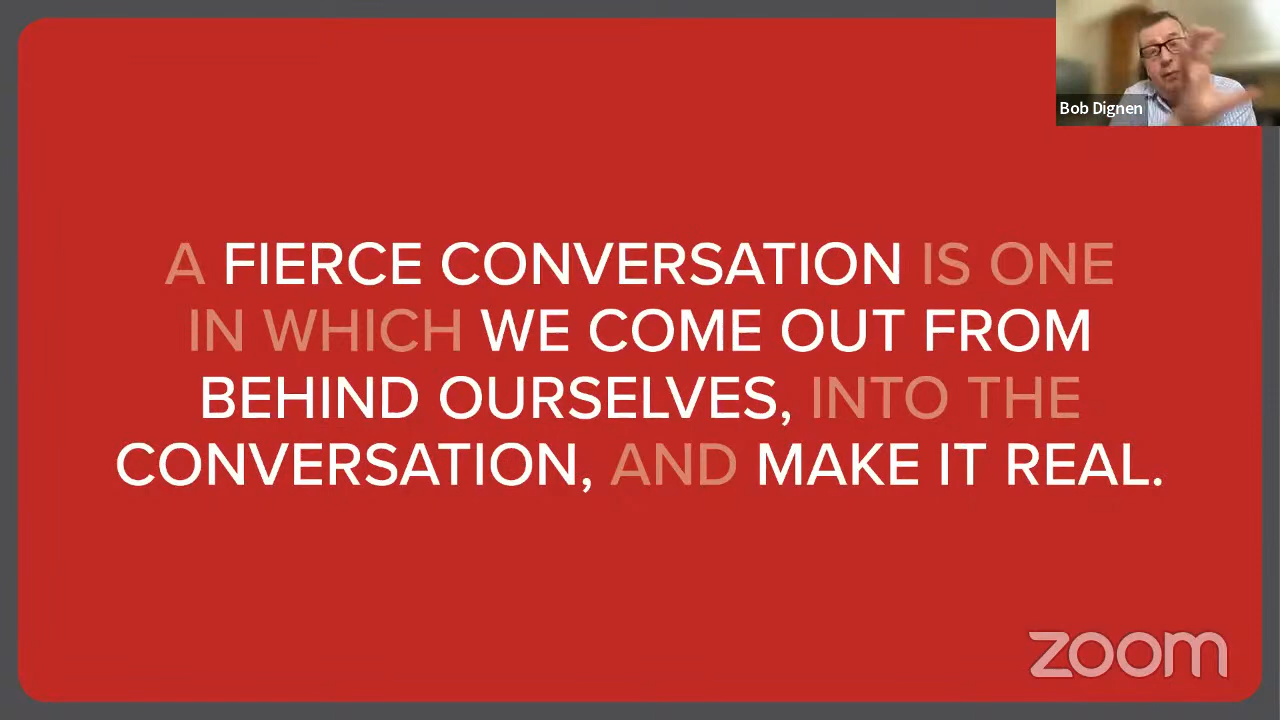 Bob Dignen
A FIERCE CONVERSATION IS ONE
IN WHICH WE COME OUT FROM
BEHIND OURSELVES, INTO THE
CONVERSATION, AND MAKE IT REAL.
zoom